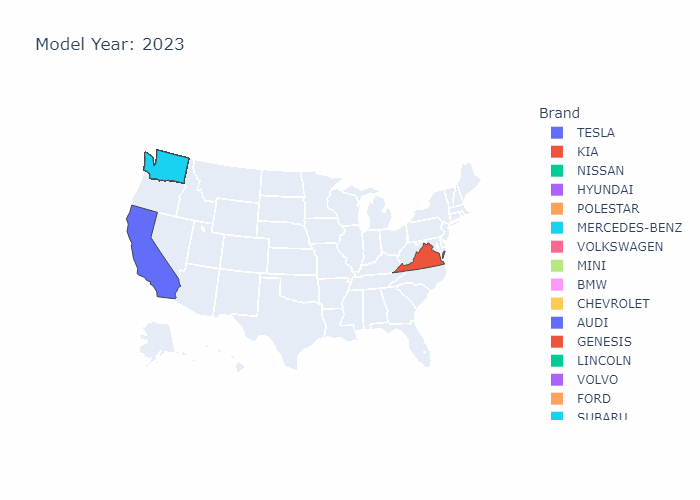 Model Year: 2023
Brand
TESLA
KIA
NISSAN
HYUNDAI
POLESTAR
MERCEDES-BENZ
VOLKSWAGEN
MINI
BMW
CHEVROLET
AUDI
GENESIS
LINCOLN
VOLVO
FORD
SUBARU